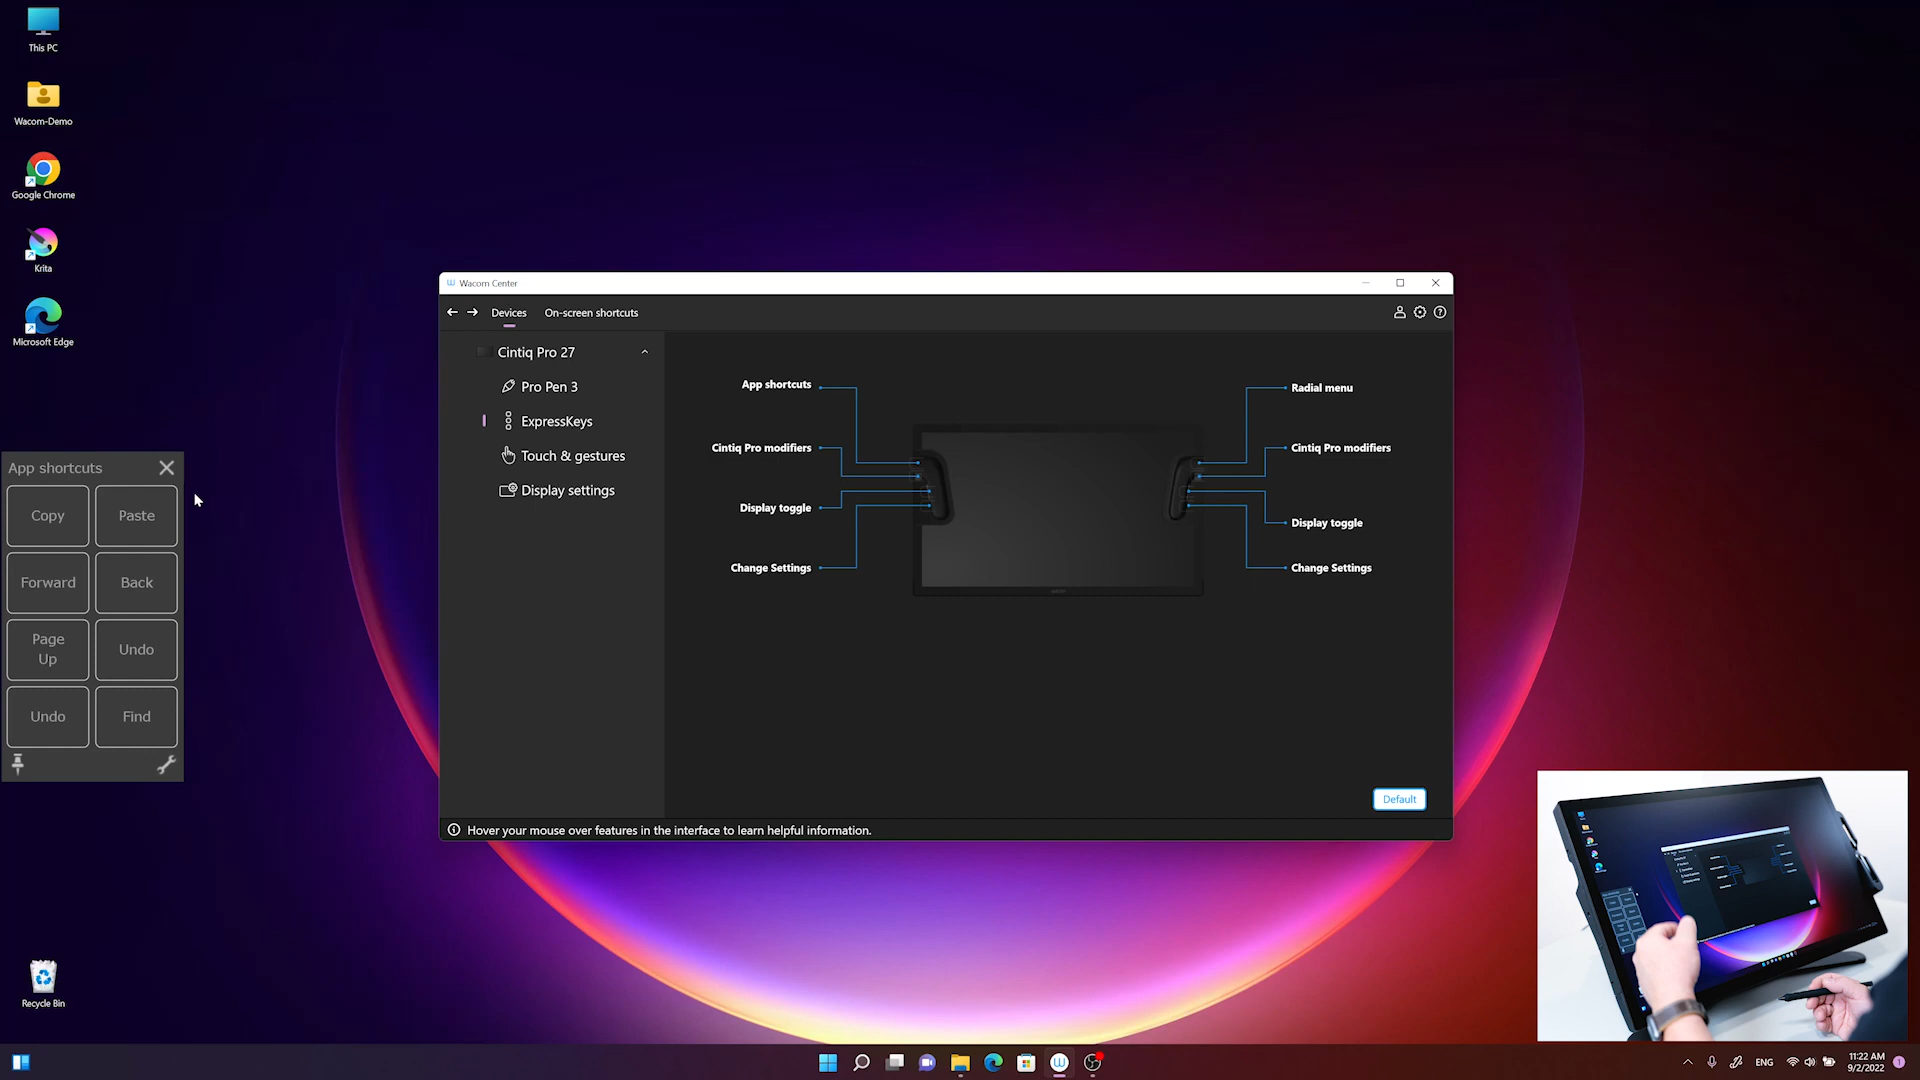 This PC
Wacom-Demo
Google Chrome
Krita
Microsoft Edge
App shortcuts
Copy
Paste
Forward
Back
Page
Up
Undo
Undo
Find
Recycle Bin
Wacom Center
Devices
On-screen shortcuts
Cintiq Pro 27
Pro Pen 3
ExpressKeys
Touch & gestures
Display settings
App shortcuts
Cintiq Pro modifiers
Display toggle
Change Settings
Radial menu
Cintiq Pro modifiers
Display toggle
Change Settings
Default
Hover your mouse over features in the interface to learn helpful information.
ENG
11:22 AM
9/2/2022
1